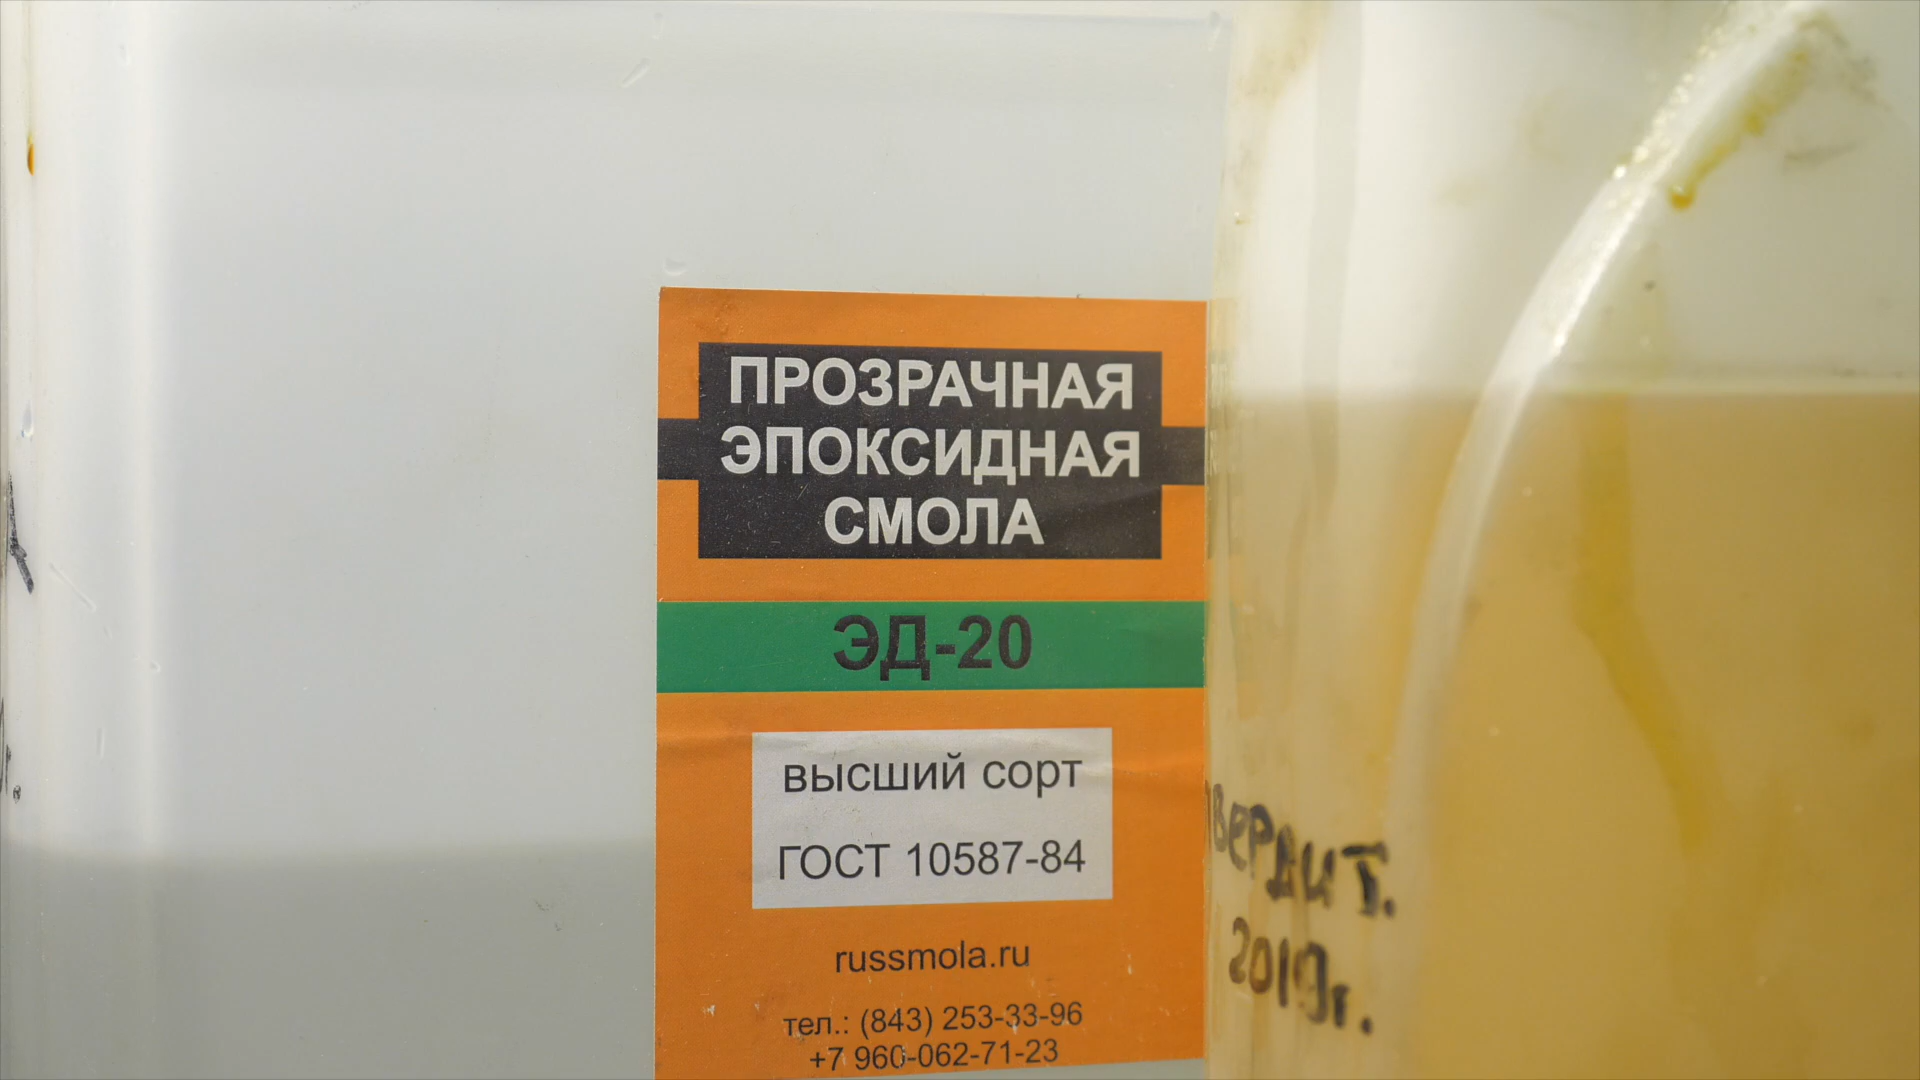 ПРОЗРАЧНАЯ
ЭПОКСИДНАЯ
СМОЛА
ЭД-20
высший сорт
ГОСТ 10587-84
russmola.ru
тел.: (843) 253-33-96
+7 960-062-71-23
ВЕРДИТ.
2019г.